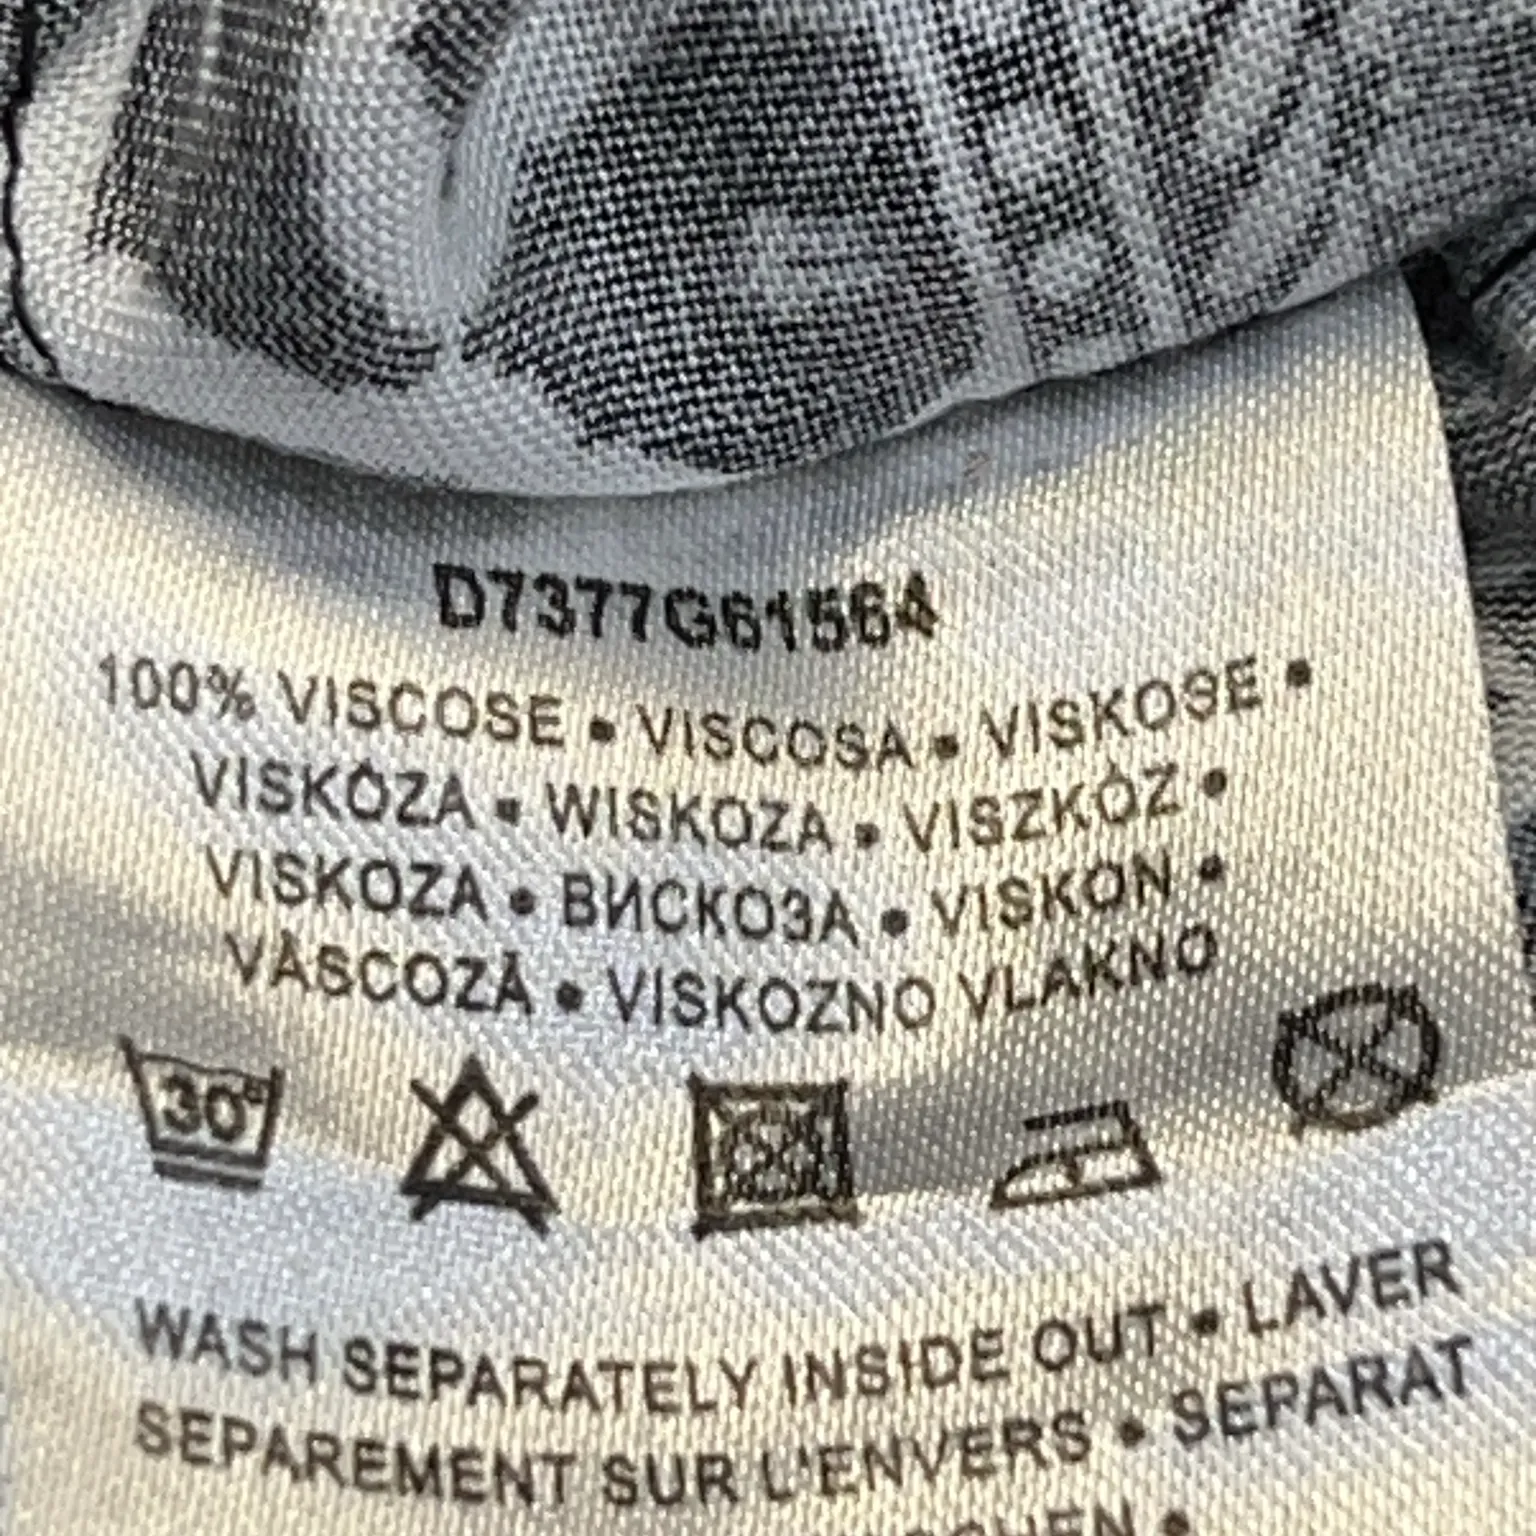 D7377G61564
100% VISCOSE • VISCOSA • VISKOSE •
VISKÓZA • WISKOZA • VISZKÓZ •
VISKOZA • ВИСКОЗА • VISKON •
VÂSCOZĂ • VISKOZNO VLAKNO
30°
WASH SEPARATELY INSIDE OUT • LAVER
SEPAREMENT SUR L'ENVERS • SEPARAT